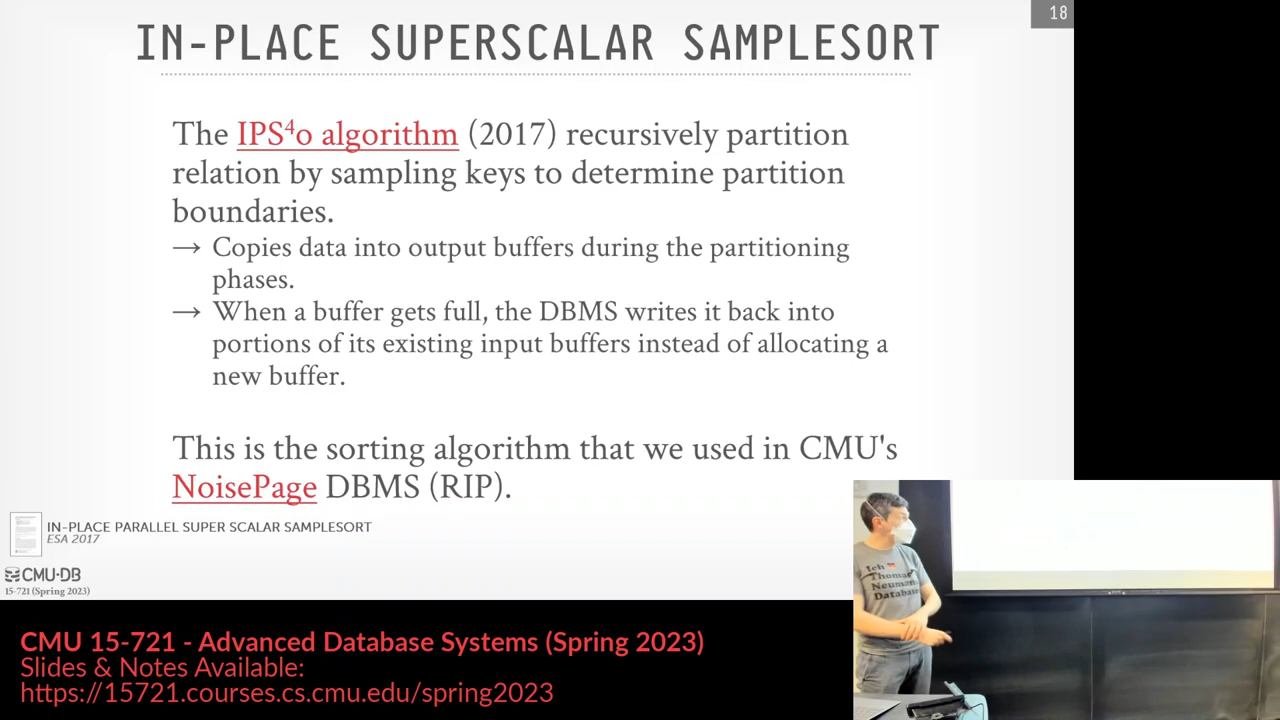 18
IN-PLACE SUPERSCALAR SAMPLESORT
The IPS⁴o algorithm (2017) recursively partition
relation by sampling keys to determine partition
boundaries.
→ Copies data into output buffers during the partitioning
phases.
→ When a buffer gets full, the DBMS writes it back into
portions of its existing input buffers instead of allocating a
new buffer.
This is the sorting algorithm that we used in CMU's
NoisePage DBMS (RIP).
IN-PLACE PARALLEL SUPER SCALAR SAMPLESORT
ESA 2017
CMU·DB
15-721 (Spring 2023)
Ich
Thomas
Neumann
Database
CMU 15-721 - Advanced Database Systems (Spring 2023)
Slides & Notes Available:
https://15721.courses.cs.cmu.edu/spring2023